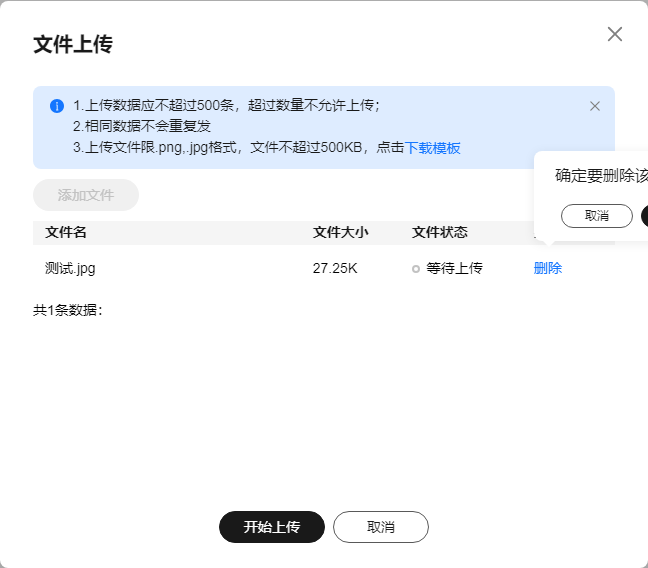 文件上传
1.上传数据应不超过500条，超过数量不允许上传；
2.相同数据不会重复发
3.上传文件限.png,.jpg格式，文件不超过500KB，点击下载模板
确定要删除该
添加文件
取消
文件名 文件大小 文件状态
测试.jpg 27.25K 等待上传 删除
共1条数据：
开始上传 取消